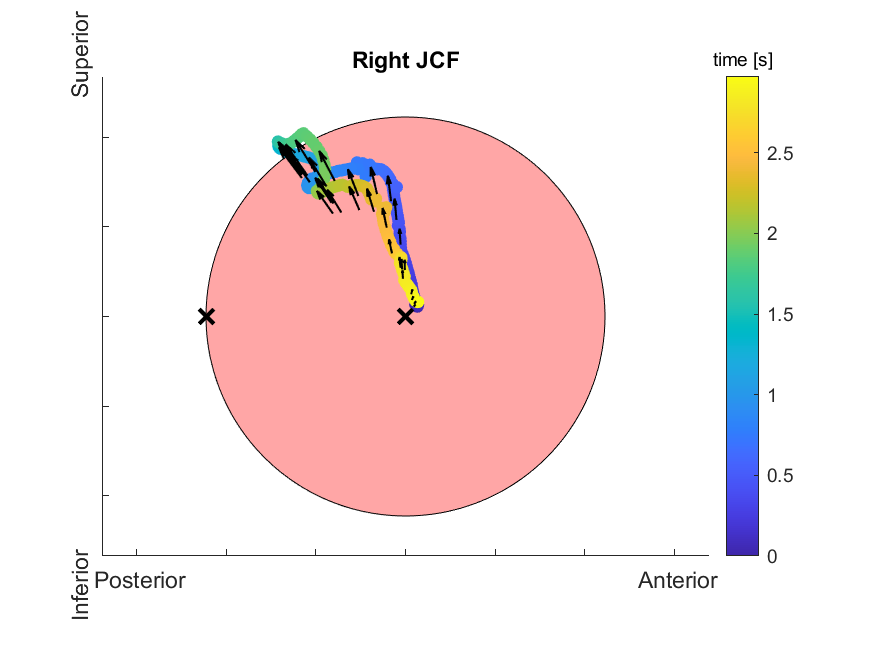 Right JCF
time [s]
Superior
Inferior
Posterior
Anterior
2.5
2
1.5
1
0.5
0